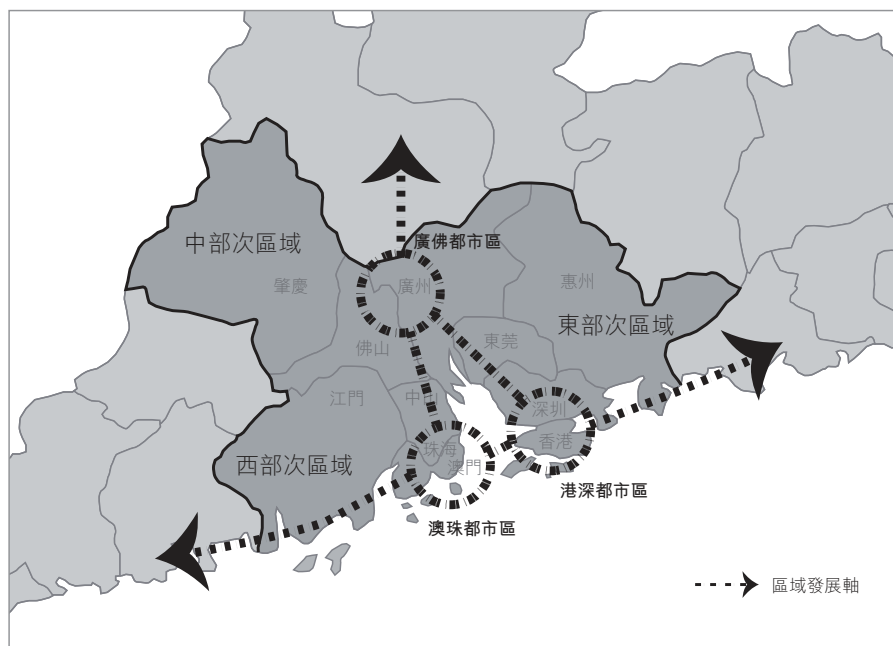 廣佛都市區
中部次區域
肇慶
廣州
惠州
東部次區域
佛山
東莞
江門
中山
深圳
香港
珠海
澳門
西部次區域
港深都市區
澳珠都市區
區域發展軸